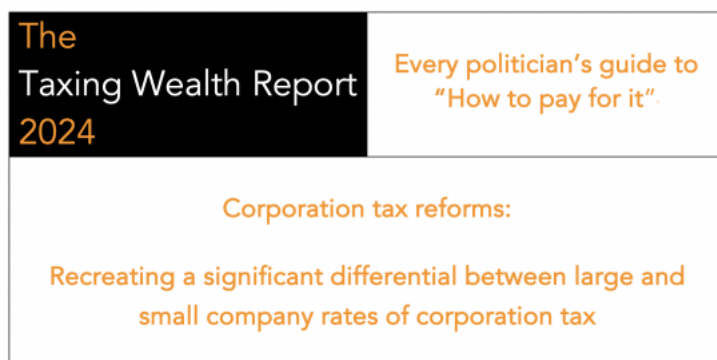 The
Taxing Wealth Report
2024
Every politician’s guide to
“How to pay for it”
Corporation tax reforms:
Recreating a significant differential between large and
small company rates of corporation tax